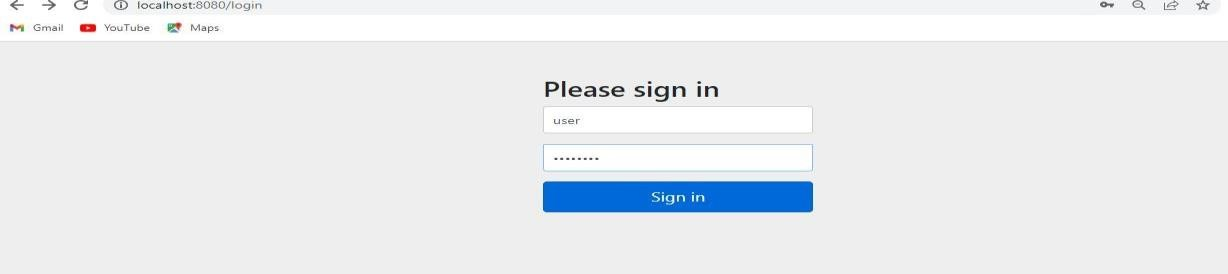 localhost:8080/login
Gmail YouTube Maps
Please sign in
user
........
Sign in